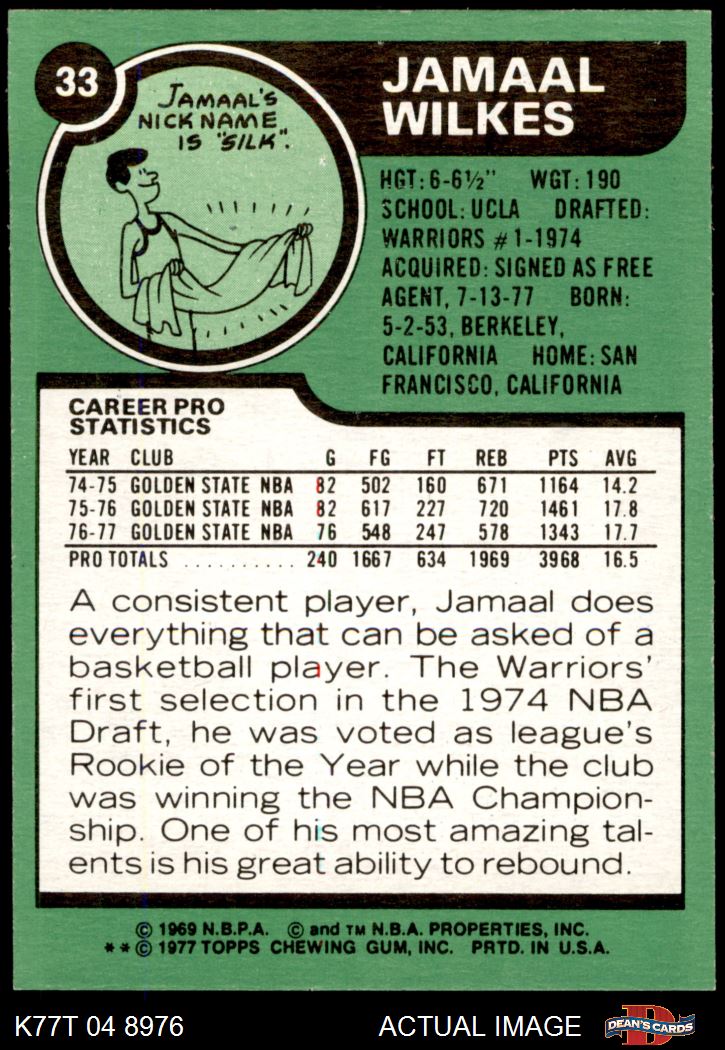 33
JAMAAL'S
NICKNAME
IS "SILK".
JAMAAL
WILKES
HGT: 6-6½" WGT: 190
SCHOOL: UCLA DRAFTED:
WARRIORS #1-1974
ACQUIRED: SIGNED AS FREE
AGENT, 7-13-77 BORN:
5-2-53, BERKELEY,
CALIFORNIA HOME: SAN
FRANCISCO, CALIFORNIA
CAREER PRO
STATISTICS
YEAR CLUB G FG FT REB PTS AVG
74-75 GOLDEN STATE NBA 82 502 160 671 1164 14.2
75-76 GOLDEN STATE NBA 82 617 227 720 1461 17.8
76-77 GOLDEN STATE NBA 76 548 247 578 1343 17.7
PRO TOTALS .......... 240 1667 634 1969 3968 16.5
A consistent player, Jamaal does
everything that can be asked of a
basketball player. The Warriors'
first selection in the 1974 NBA
Draft, he was voted as league's
Rookie of the Year while the club
was winning the NBA Champion-
ship. One of his most amazing tal-
ents is his great ability to rebound.
© 1969 N.B.P.A. © and TM N.B.A. PROPERTIES, INC.
**© 1977 TOPPS CHEWING GUM, INC. PRTD. IN U.S.A.
K77T 04 8976 ACTUAL IMAGE D DEAN'S CARDS